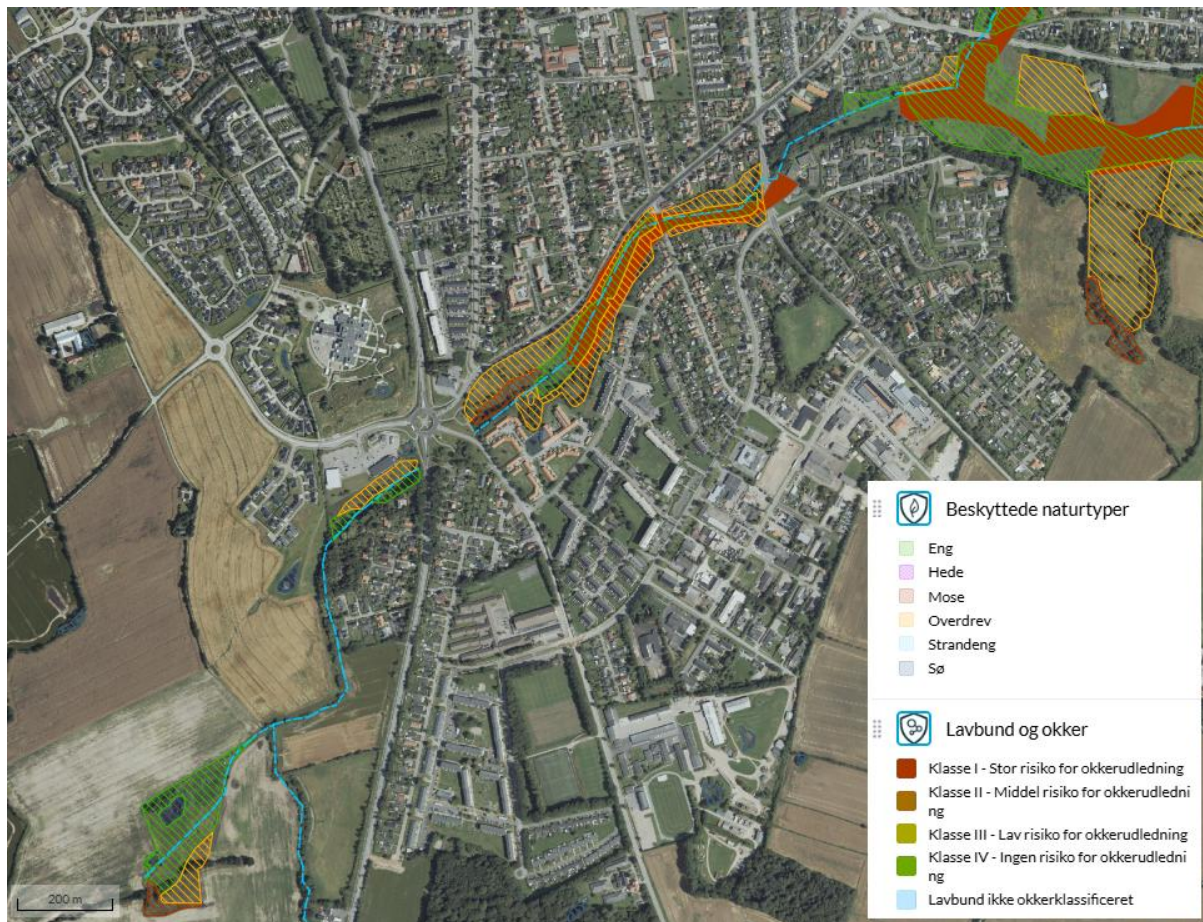 Beskyttede naturtyper
Eng
Hede
Mose
Overdrev
Strandeng
Sø
Lavbund og okker
Klasse I - Stor risiko for okkerudledning
Klasse II - Middel risiko for okkerudledni
ng
Klasse III - Lav risiko for okkerudledning
Klasse IV - Ingen risiko for okkerudledni
ng
Lavbund ikke okkerklassificeret
200 m